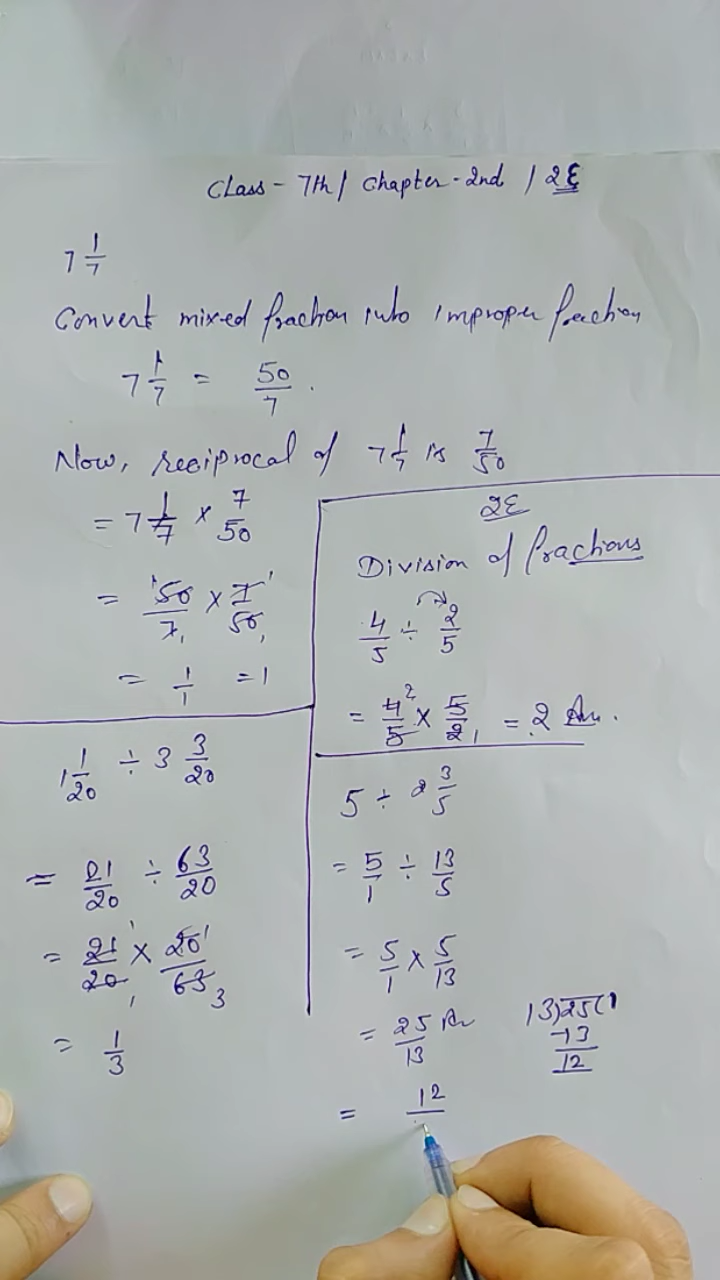 Class - 7th / Chapter - 2nd / 2E
7 1/7
Convert mixed fraction into improper fraction
7 1/7 = 50/7 .
Now, reciprocal of 7 1/7 is 7/50
= 7 1/7 × 7/50
= 50/7 × 7/50
= 1/1 = 1
2E
Division of fractions
4/5 ÷ 2/5
= 4/5 × 5/2 = 2 An.
1 1/20 ÷ 3 3/20
= 21/20 ÷ 63/20
= 21/20 × 20/63
= 1/3
5 ÷ 2 3/5
= 5/1 ÷ 13/5
= 5/1 × 5/13
= 25/13 An
13)25(1
-13
12
= 12